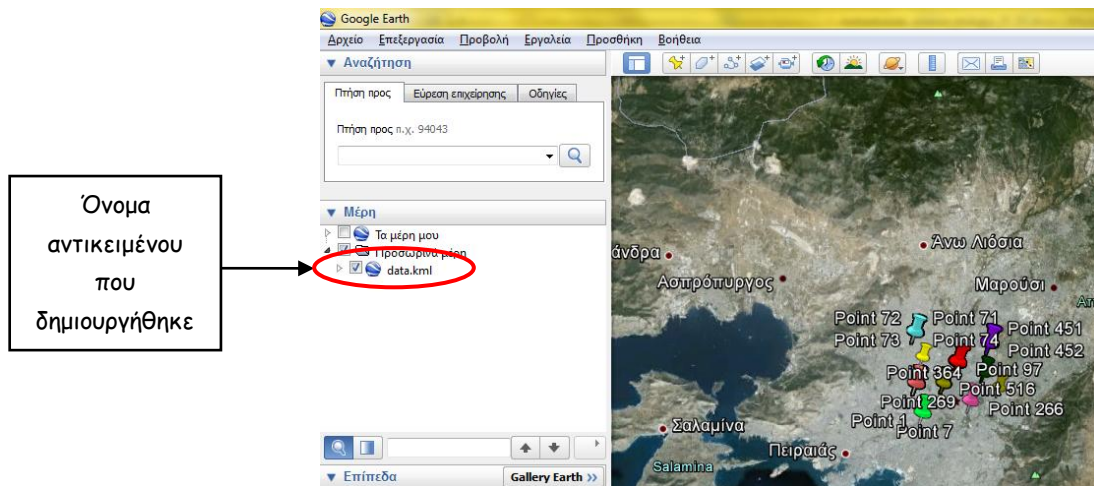 Όνομα
αντικειμένου
που
δημιουργήθηκε
Google Earth
Αρχείο Επεξεργασία Προβολή Εργαλεία Προσθήκη Βοήθεια
Αναζήτηση
Πτήση προς Εύρεση επιχείρησης Οδηγίες
Πτήση προς π.χ. 94043
Μέρη
Τα μέρη μου
Προσωρινά μέρη
data.kml
Επίπεδα
Gallery Earth >>
Άνω Λιόσια
άνδρα
Ασπρόπυργος
Μαρούσι
Point 72 Point 71
Point 451
Point 73 Point 74
Point 452
Point 364 Point 97
Point 516
Point 269
Point 266
Point 1
Point 7
Σαλαμίνα
Πειραιάς
Salamina